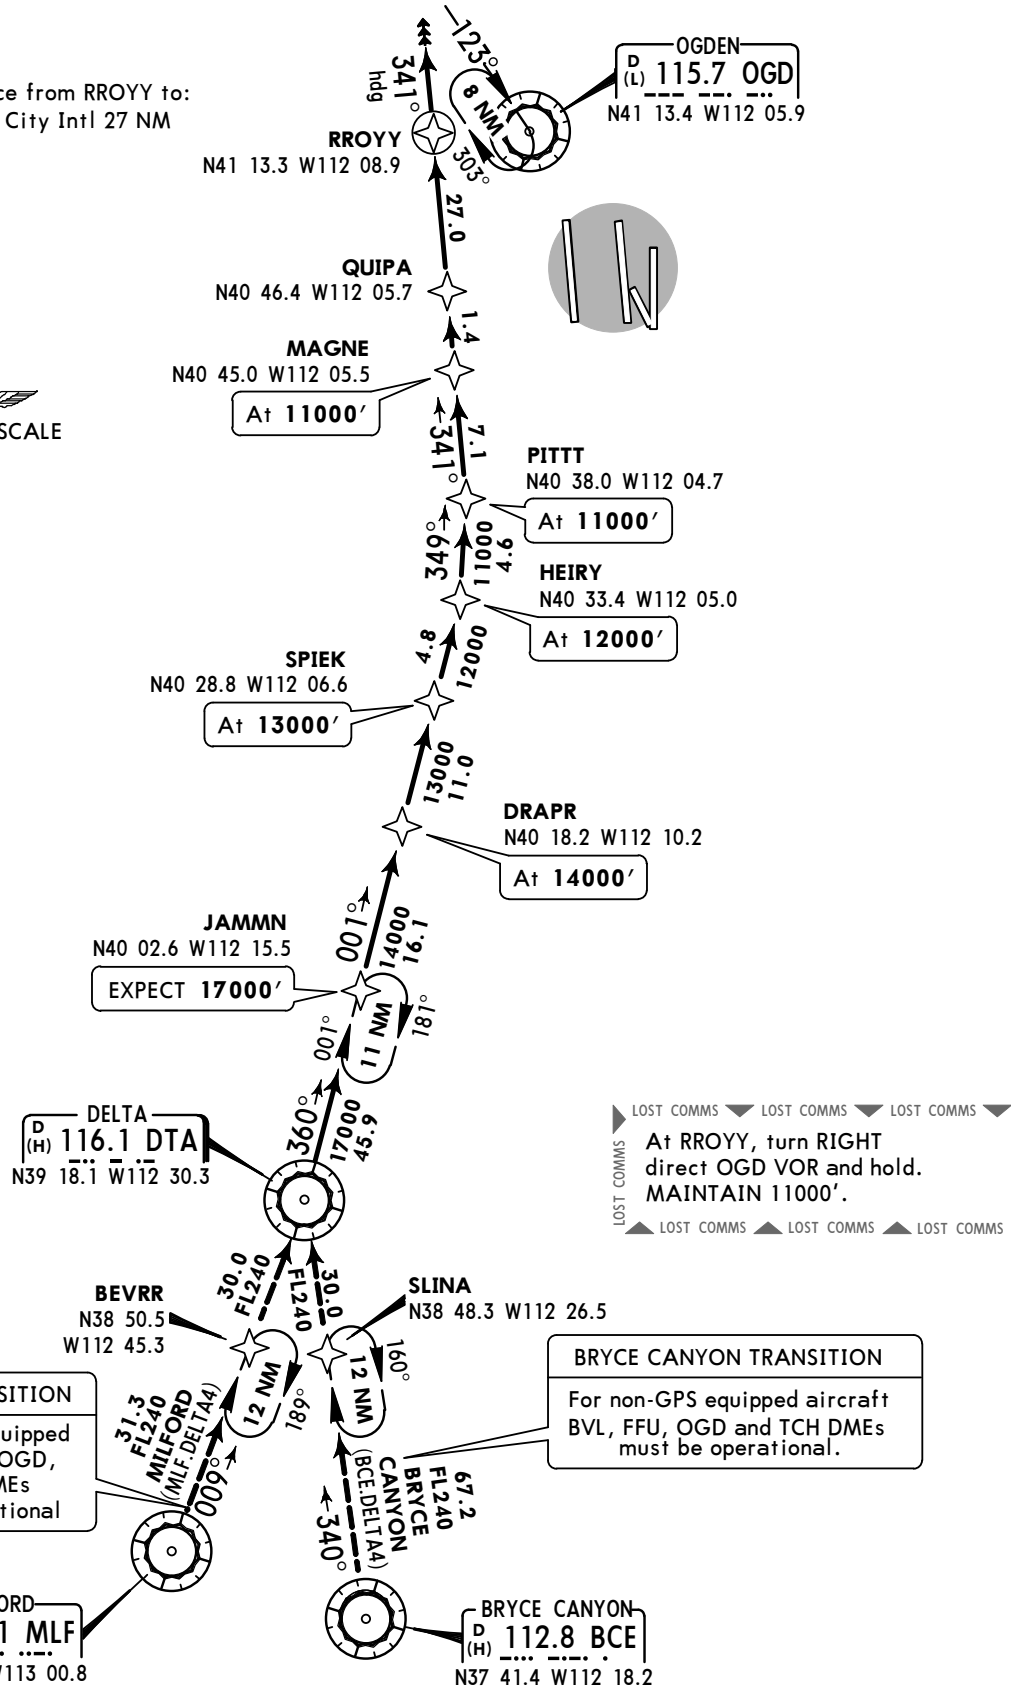 ce from RROYY to:
City Intl 27 NM
341°
hdg
123°
8 NM
303°
OGDEN
D
(L) 115.7 OGD
N41 13.4 W112 05.9
RROYY
N41 13.3 W112 08.9
27.0
QUIPA
N40 46.4 W112 05.7
1.4
MAGNE
N40 45.0 W112 05.5
At 11000'
SCALE
341°
7.1
PITTT
N40 38.0 W112 04.7
At 11000'
349°
11000
4.6
HEIRY
N40 33.4 W112 05.0
At 12000'
4.8
12000
SPIEK
N40 28.8 W112 06.6
At 13000'
13000
11.0
DRAPR
N40 18.2 W112 10.2
At 14000'
001°
14000
16.1
JAMMN
N40 02.6 W112 15.5
EXPECT 17000'
11 NM
181°
001°
360°
17000
45.9
DELTA
D
(H) 116.1 DTA
N39 18.1 W112 30.3
LOST COMMS LOST COMMS LOST COMMS
LOST COMMS
At RROYY, turn RIGHT
direct OGD VOR and hold.
MAINTAIN 11000'.
LOST COMMS LOST COMMS LOST COMMS
30.0
FL240
30.0
FL240
BEVRR
N38 50.5
W112 45.3
SLINA
N38 48.3 W112 26.5
12 NM
189°
12 NM
160°
BRYCE CANYON TRANSITION
For non-GPS equipped aircraft
BVL, FFU, OGD and TCH DMEs
must be operational.
SITION
uipped
OGD,
MEs
tional
31.3
FL240
MILFORD
(MLF.DELTA4)
009°
67.2
FL240
BRYCE
CANYON
(BCE.DELTA4)
340°
ORD
1 MLF
W113 00.8
BRYCE CANYON
D
(H) 112.8 BCE
N37 41.4 W112 18.2